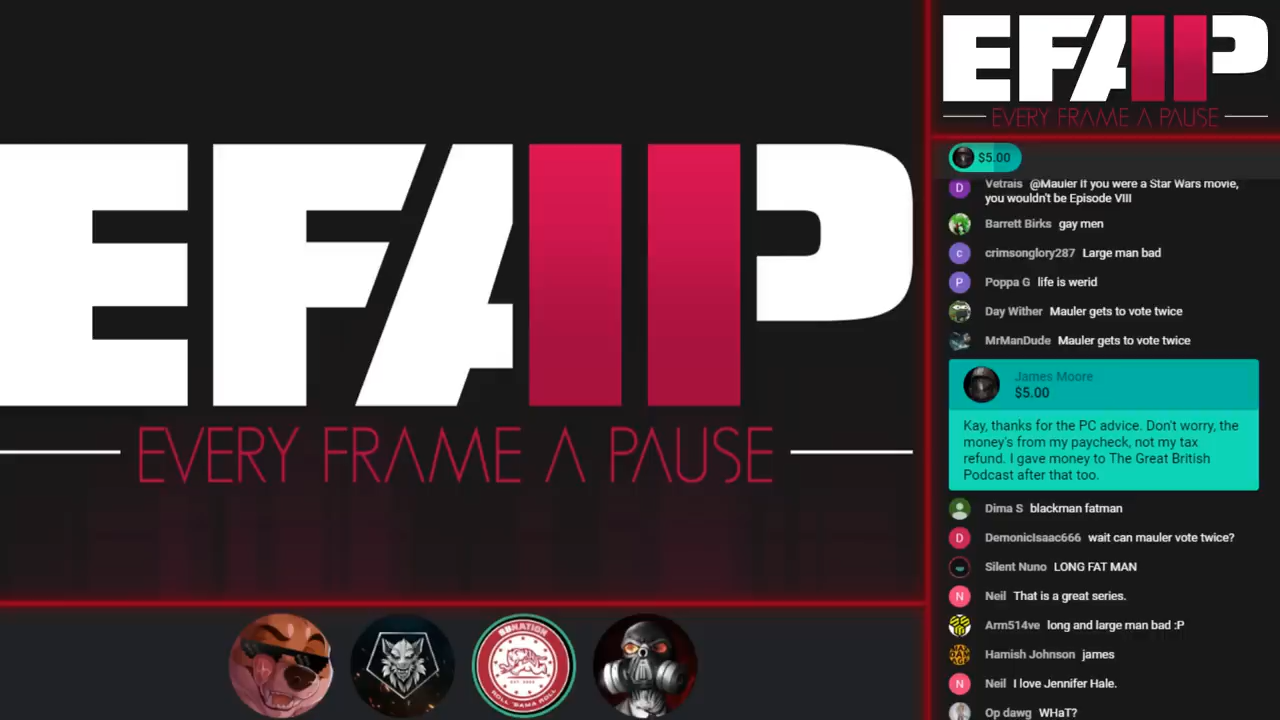 EFAP
EVERY FRAME A PAUSE
RBNATION
EST. 2003
ROLL 'BAMA ROLL
EFAP
EVERY FRAME A PAUSE
$5.00
D Vetrais @Mauler If you were a Star Wars movie,
you wouldn't be Episode VIII
Barrett Birks gay men
c crimsonglory287 Large man bad
P Poppa G life is werid
Day Wither Mauler gets to vote twice
MrManDude Mauler gets to vote twice
James Moore
$5.00
Kay, thanks for the PC advice. Don't worry, the
money's from my paycheck, not my tax
refund. I gave money to The Great British
Podcast after that too.
Dima S blackman fatman
D DemonicIsaac666 wait can mauler vote twice?
Silent Nuno LONG FAT MAN
N Neil That is a great series.
Arm514ve long and large man bad :P
Hamish Johnson james
N Neil I love Jennifer Hale.
Op dawg WHaT?